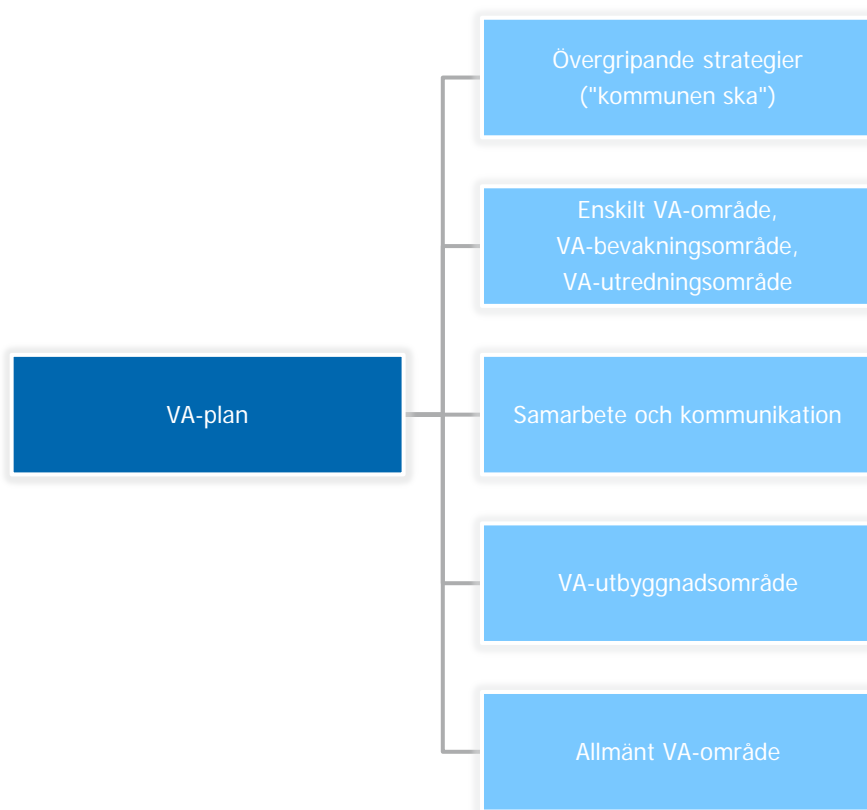 Övergripande strategier
("kommunen ska")
Enskilt VA-område,
VA-bevakningsområde,
VA-utredningsområde
VA-plan
Samarbete och kommunikation
VA-utbyggnadsområde
Allmänt VA-område